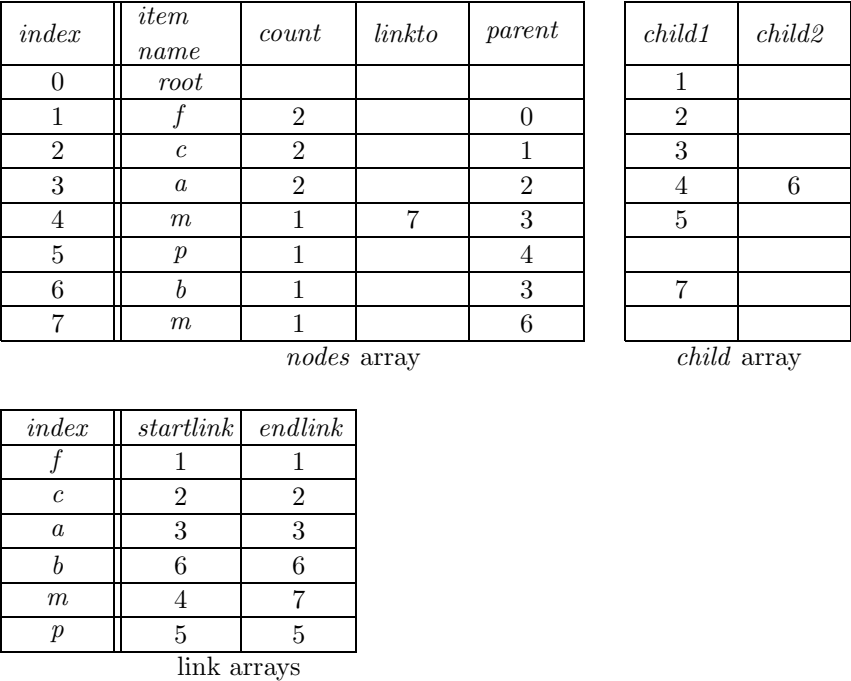 index item name count linkto parent child1 child2
0 root 1
1 f 2 0 2
2 c 2 1 3
3 a 2 2 4 6
4 m 1 7 3 5
5 p 1 4
6 b 1 3 7
7 m 1 6
nodes array child array
index startlink endlink
f 1 1
c 2 2
a 3 3
b 6 6
m 4 7
p 5 5
link arrays